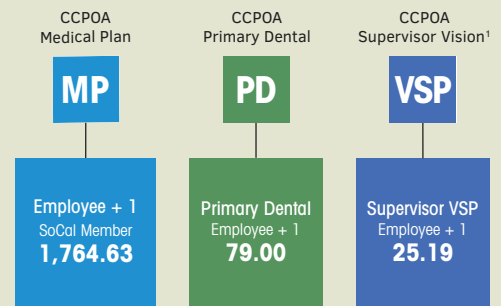 CCPOA
Medical Plan
MP
Employee + 1
SoCal Member
1,764.63
CCPOA
Primary Dental
PD
Primary Dental
Employee + 1
79.00
CCPOA
Supervisor Vision¹
VSP
Supervisor VSP
Employee + 1
25.19